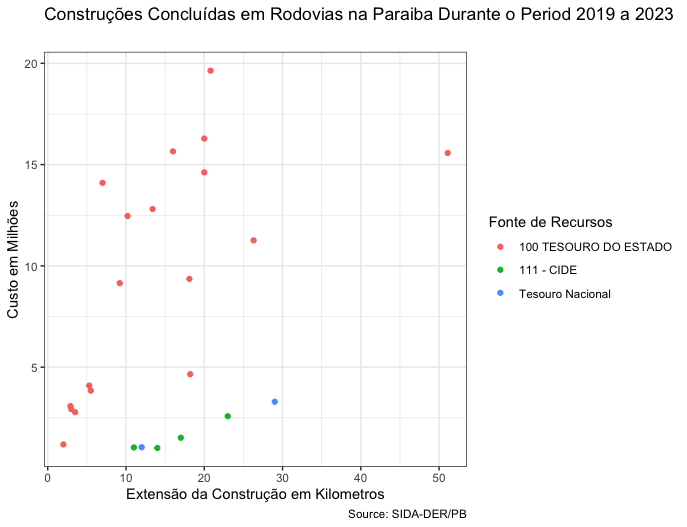 Construções Concluídas em Rodovias na Paraiba Durante o Period 2019 a 2023
20
15
10
5
Custo em Milhões
0 10 20 30 40 50
Extensão da Construção em Kilometros
Fonte de Recursos
100 TESOURO DO ESTADO
111 - CIDE
Tesouro Nacional
Source: SIDA-DER/PB